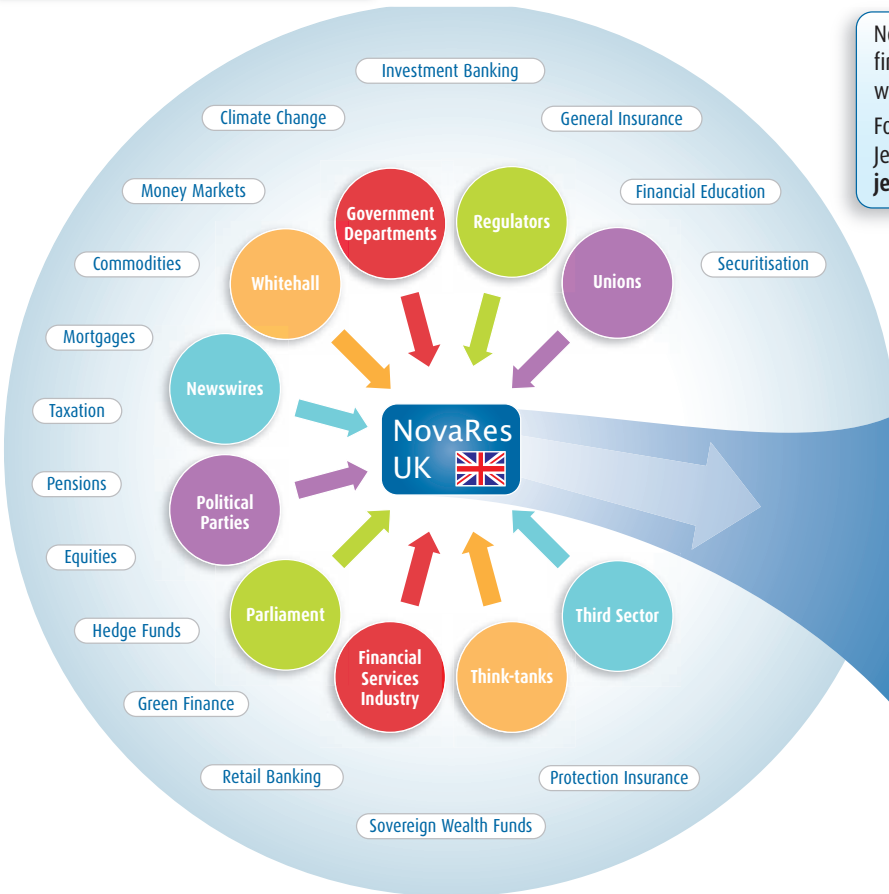 Investment Banking
Climate Change
General Insurance
Money Markets
Financial Education
Commodities
Securitisation
Mortgages
Taxation
Pensions
Equities
Hedge Funds
Green Finance
Retail Banking
Protection Insurance
Sovereign Wealth Funds
Government
Departments
Regulators
Whitehall
Unions
Newswires
Political
Parties
Parliament
Third Sector
Financial
Services
Industry
Think-tanks
NovaRes
UK